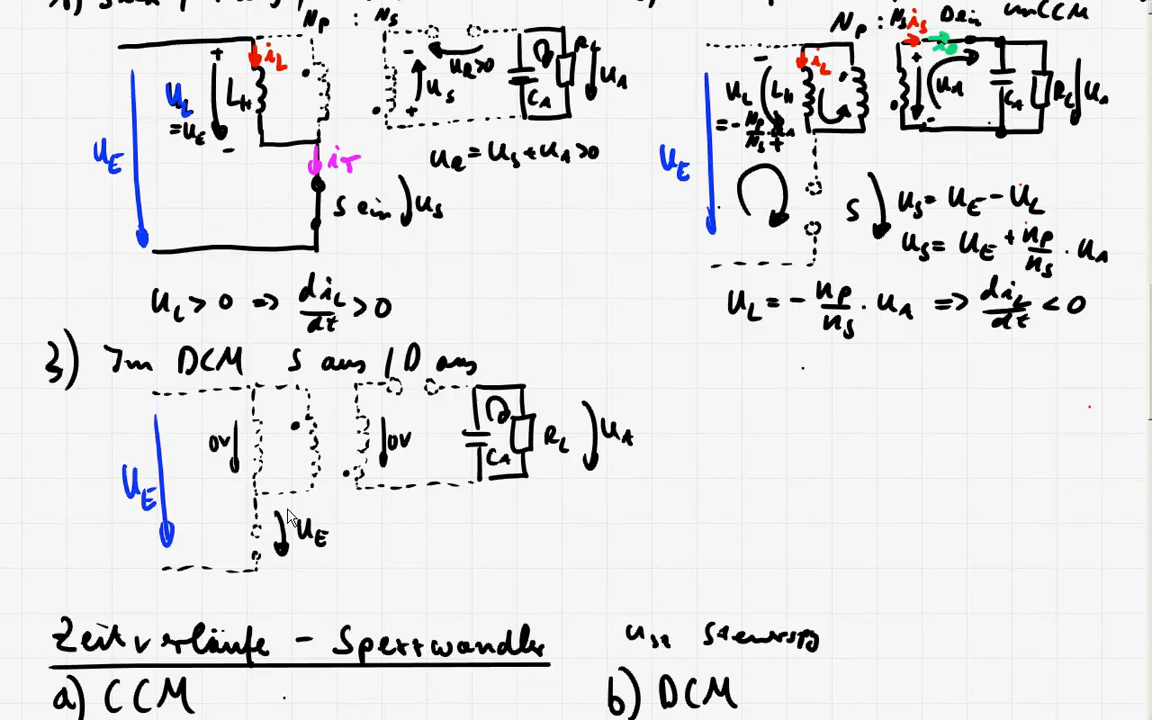 N_P : N_S
i_L
+
U_L
= U_E
L_H
-
U_E
u_R > 0
u_S
C_A
U_A
u_R = u_S + u_A > 0
i_T
S ein
u_S
u_L > 0 => di_L/dt > 0
CCM
N_P : N_S
i_S
D ein
i_L
U_L
L_H
= - N_P/N_S · u_A
+
-
u_A
C_A
R_L
U_A
U_E
S
u_S = U_E - U_L
u_S = U_E + n_P/n_S · u_A
u_L = - n_P/n_S · u_A => di_L/dt < 0
3) Im DCM S aus / D aus
0V
0V
C_A
R_L
U_A
U_E
U_E
Zeitverläufe - Sperrwandler
a) CCM
b) DCM